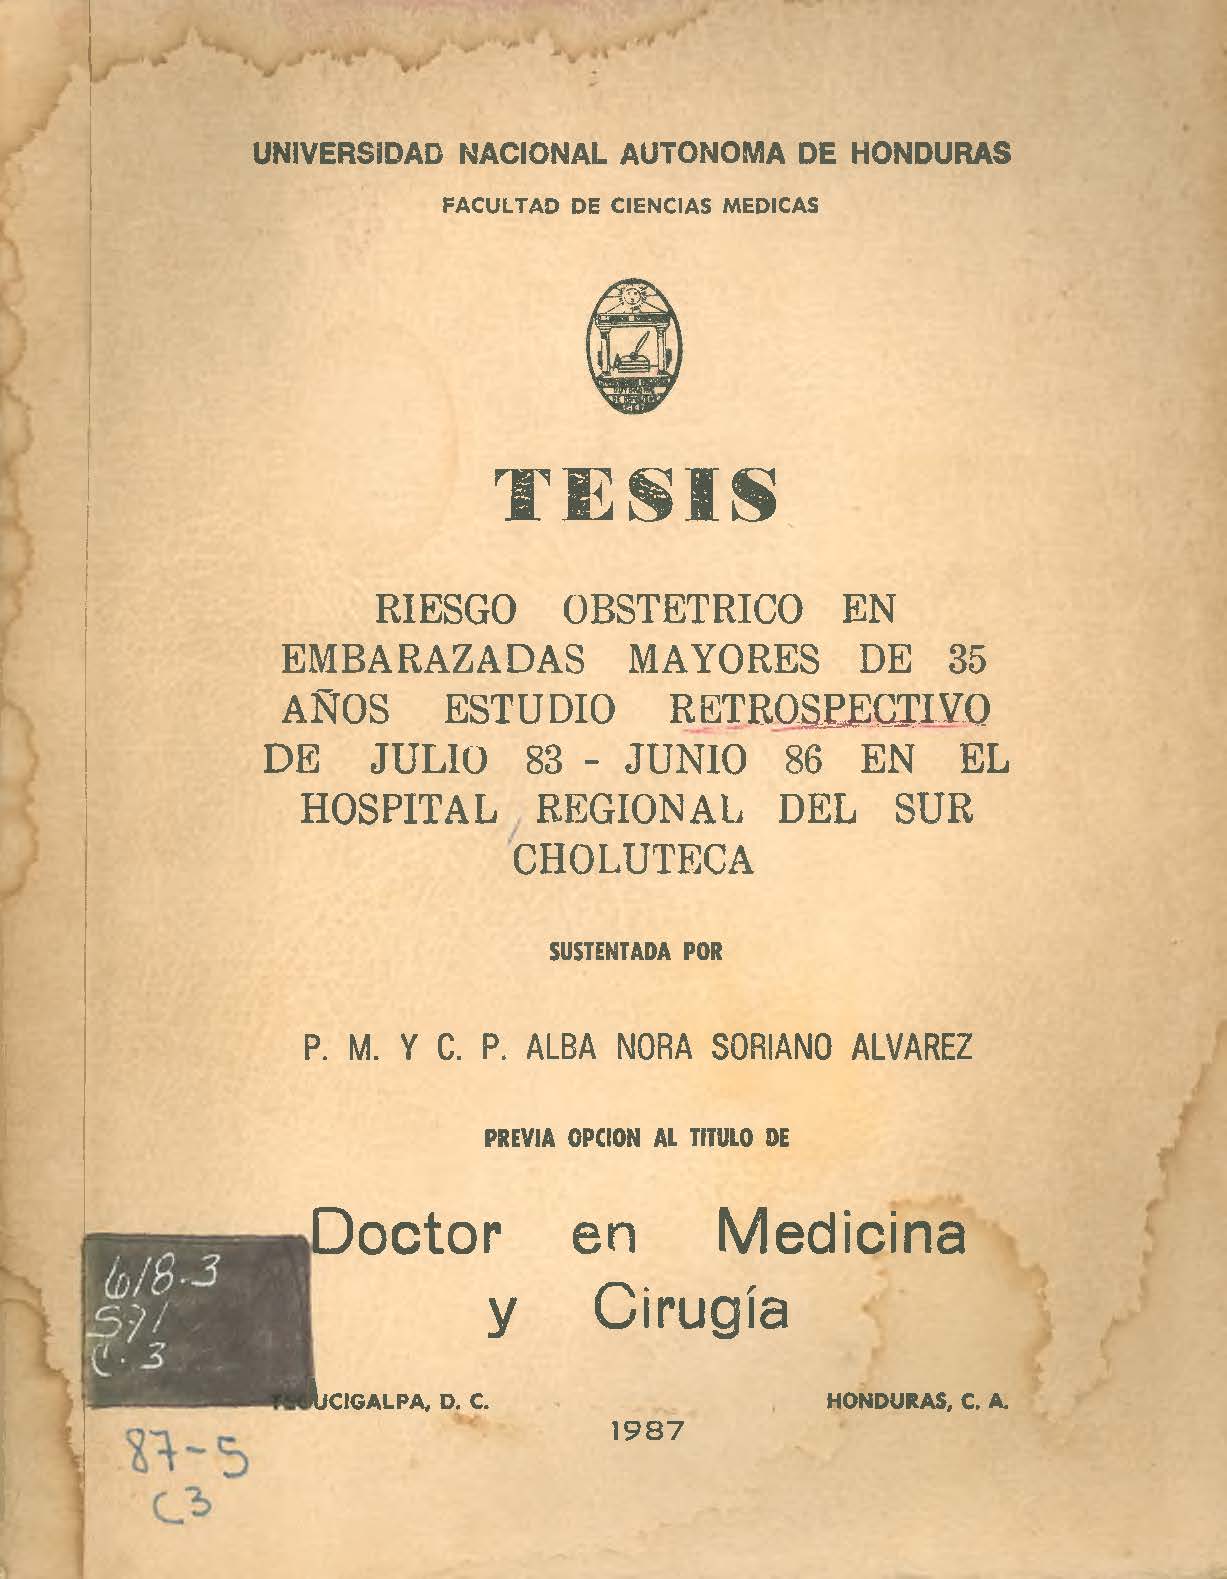 UNIVERSIDAD NACIONAL AUTONOMA DE HONDURAS
FACULTAD DE CIENCIAS MEDICAS
TESIS
RIESGO OBSTETRICO EN
EMBARAZADAS MAYORES DE 35
AÑOS ESTUDIO RETROSPECTIVO
DE JULIO 83 - JUNIO 86 EN EL
HOSPITAL REGIONAL DEL SUR
CHOLUTECA
SUSTENTADA POR
P. M. Y C. P. ALBA NORA SORIANO ALVAREZ
PREVIA OPCION AL TITULO DE
Doctor en Medicina
y Cirugía
618.3
S71
C.3
TEGUCIGALPA, D. C. HONDURAS, C. A.
1987
87-5
C3